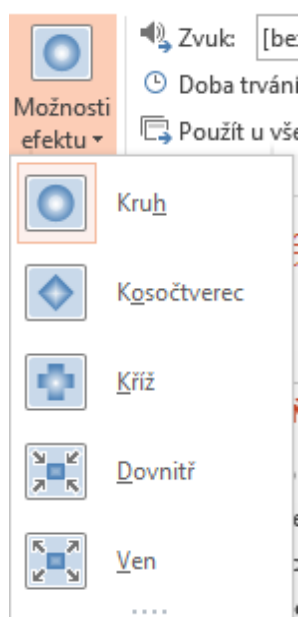 Zvuk: [be
Doba trvání
Použít u vše
Možnosti
efektu
Kruh
Kosočtverec
Kříž
Dovnitř
Ven